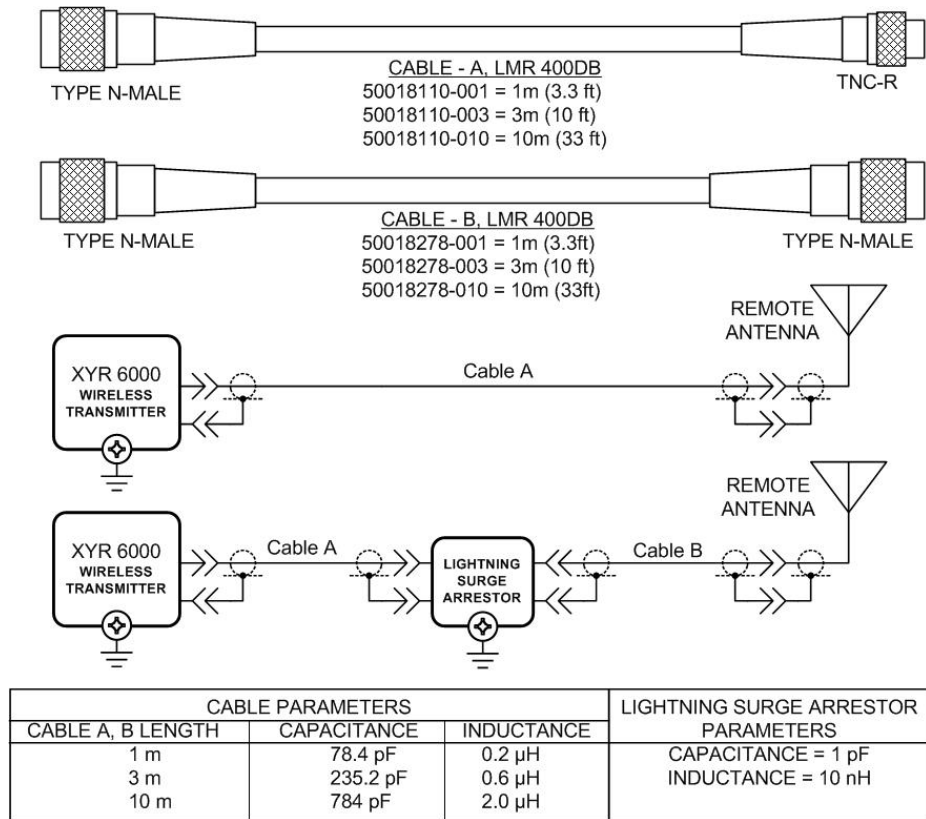 TYPE N-MALE
CABLE - A, LMR 400DB
50018110-001 = 1m (3.3 ft)
50018110-003 = 3m (10 ft)
50018110-010 = 10m (33 ft)
TNC-R
TYPE N-MALE
CABLE - B, LMR 400DB
50018278-001 = 1m (3.3ft)
50018278-003 = 3m (10 ft)
50018278-010 = 10m (33ft)
TYPE N-MALE
XYR 6000
WIRELESS
TRANSMITTER
Cable A
REMOTE
ANTENNA
XYR 6000
WIRELESS
TRANSMITTER
Cable A
LIGHTNING
SURGE
ARRESTOR
Cable B
REMOTE
ANTENNA
CABLE PARAMETERS
LIGHTNING SURGE ARRESTOR
PARAMETERS
CABLE A, B LENGTH CAPACITANCE INDUCTANCE
1 m 78.4 pF 0.2 µH CAPACITANCE = 1 pF
3 m 235.2 pF 0.6 µH INDUCTANCE = 10 nH
10 m 784 pF 2.0 µH